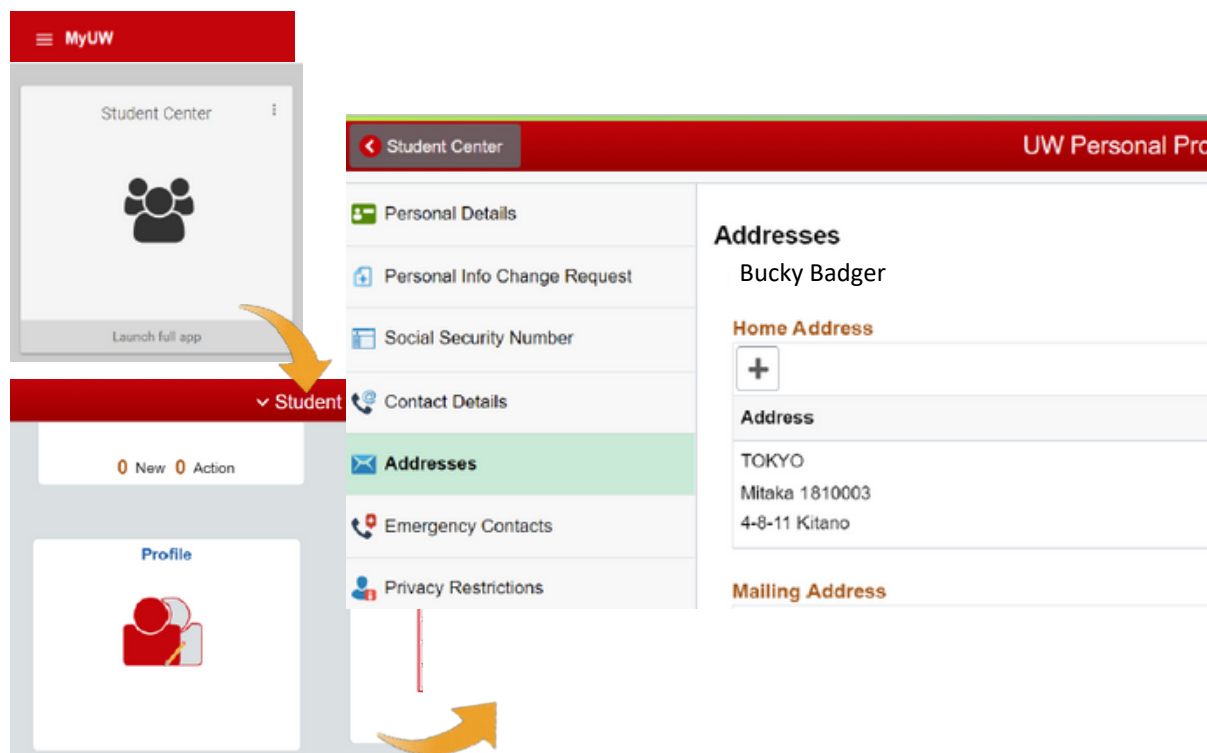 MyUW
Student Center
Launch full app
Student
0 New 0 Action
Profile
Student Center
UW Personal Pro
Personal Details
Personal Info Change Request
Social Security Number
Contact Details
Addresses
Emergency Contacts
Privacy Restrictions
Addresses
Bucky Badger
Home Address
Address
TOKYO
Mitaka 1810003
4-8-11 Kitano
Mailing Address